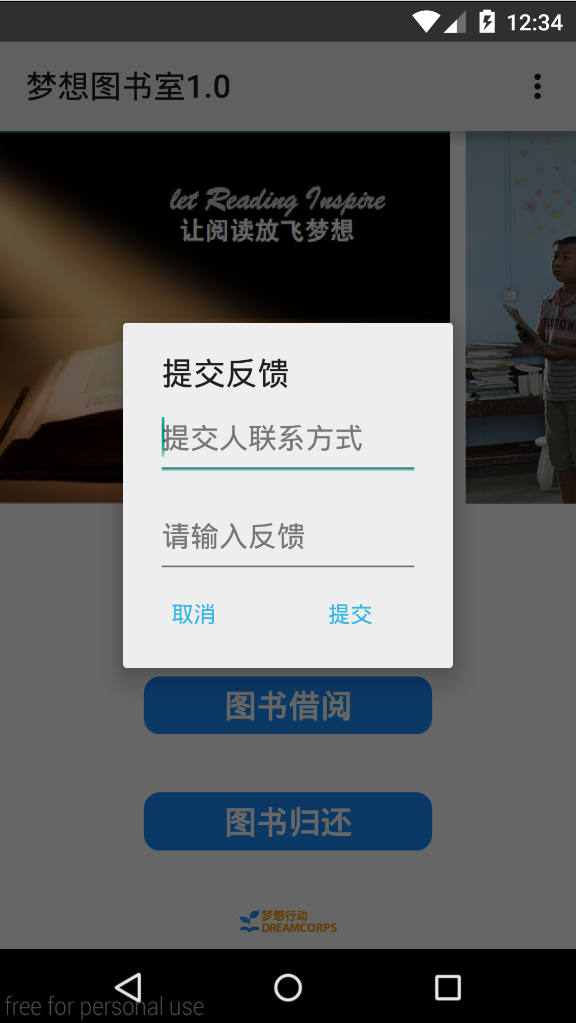 12:34
梦想图书室1.0
let Reading Inspire
让阅读放飞梦想
提交反馈
提交人联系方式
请输入反馈
取消
提交
图书借阅
图书归还
梦想行动
DREAMCORPS
free for personal use